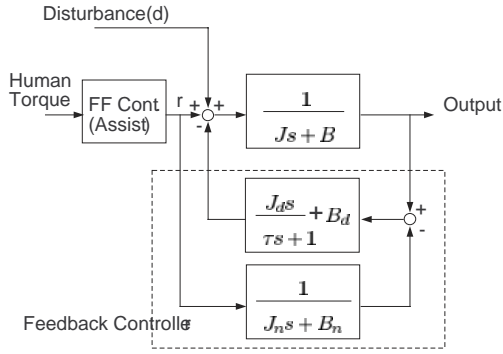 Disturbance(d)
Human
Torque
FF Cont
(Assist)
r
+
+
-
1
Js + B
Output
J_d s
τs + 1
+ B_d
+
-
1
J_n s + B_n
Feedback Controller